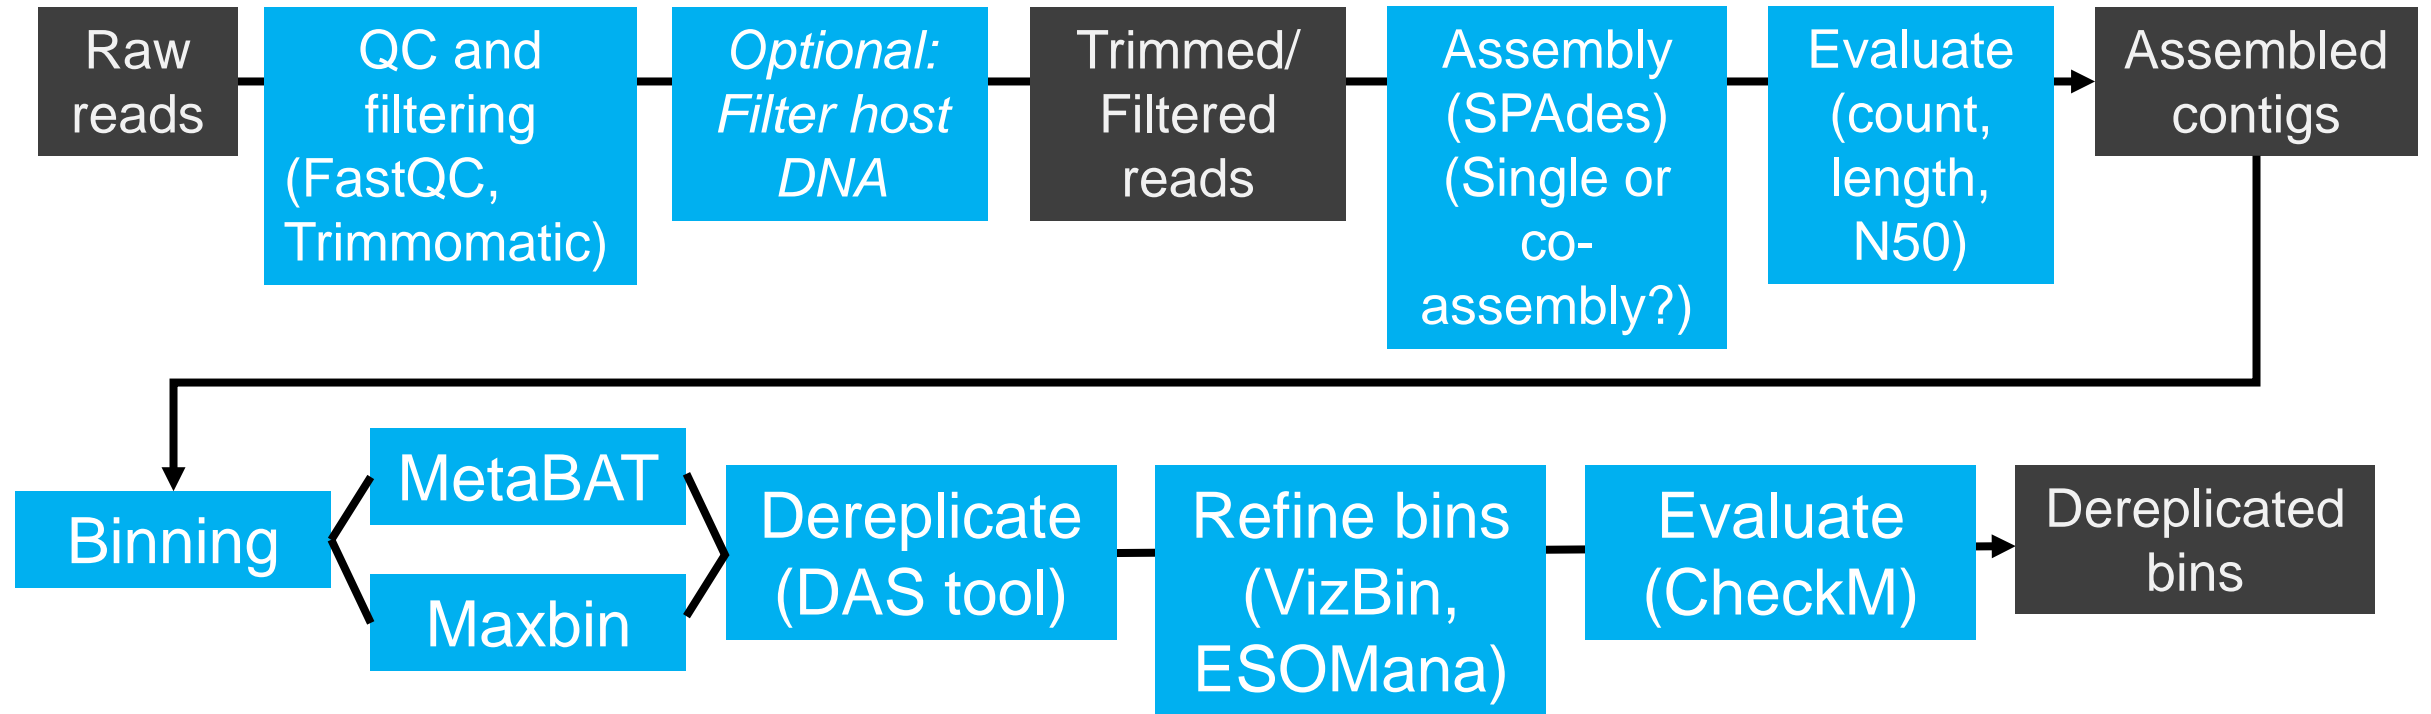 Raw
reads
QC and
filtering
(FastQC,
Trimmomatic)
Optional:
Filter host
DNA
Trimmed/
Filtered
reads
Assembly
(SPAdes)
(Single or
co-
assembly?)
Evaluate
(count,
length,
N50)
Assembled
contigs
Binning
MetaBAT
Maxbin
Dereplicate
(DAS tool)
Refine bins
(VizBin,
ESOMana)
Evaluate
(CheckM)
Dereplicated
bins